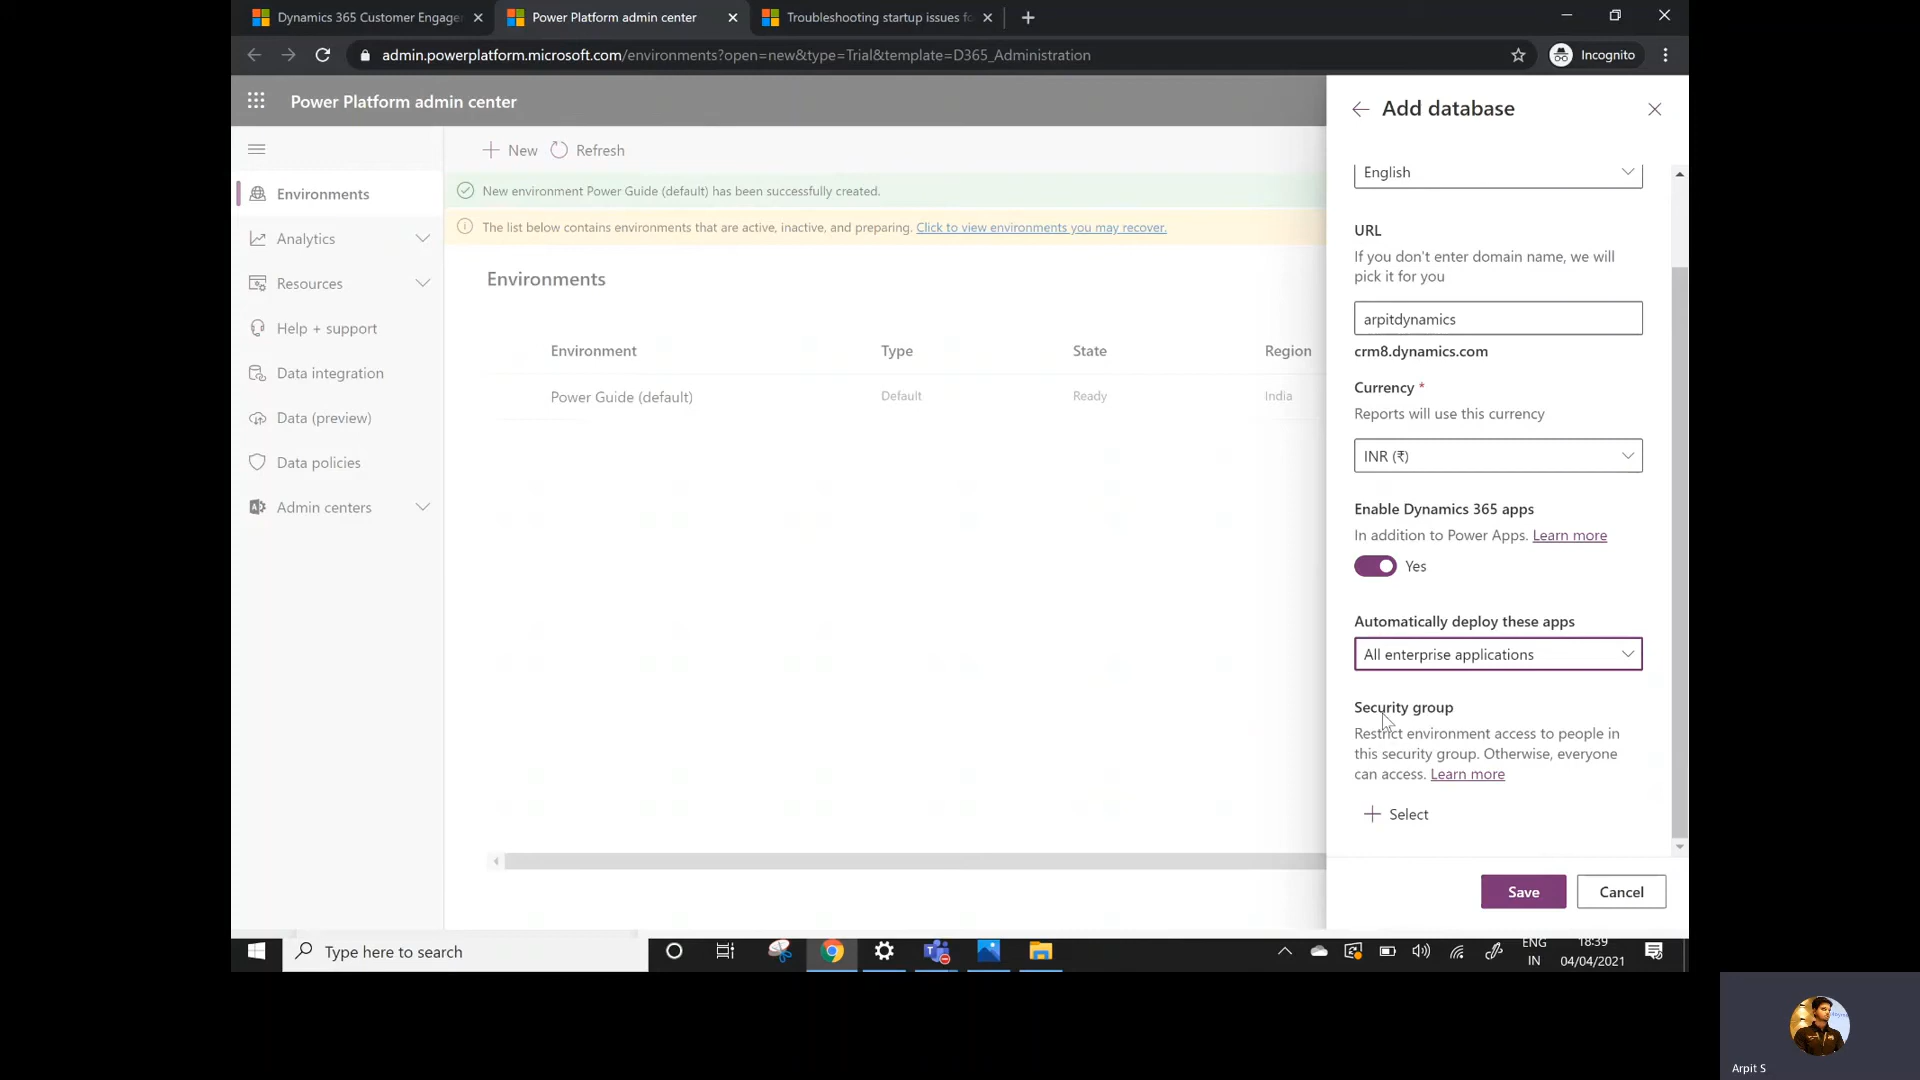 Dynamics 365 Customer Engage
Power Platform admin center
Troubleshooting startup issues fo
admin.powerplatform.microsoft.com/environments?open=new&type=Trial&template=D365_Administration
Incognito
Power Platform admin center
Add database
New
Refresh
English
Environments
New environment Power Guide (default) has been successfully created.
The list below contains environments that are active, inactive, and preparing. Click to view environments you may recover.
Analytics
Resources
Help + support
Data integration
Data (preview)
Data policies
Admin centers
Environments
Environment Type State Region
Power Guide (default) Default Ready India
URL
If you don't enter domain name, we will
pick it for you
arpitdynamics
crm8.dynamics.com
Currency *
Reports will use this currency
INR (₹)
Enable Dynamics 365 apps
In addition to Power Apps. Learn more
Yes
Automatically deploy these apps
All enterprise applications
Security group
Restrict environment access to people in
this security group. Otherwise, everyone
can access. Learn more
Select
Save
Cancel
Type here to search
ENG
IN
18:39
04/04/2021
Arpit S